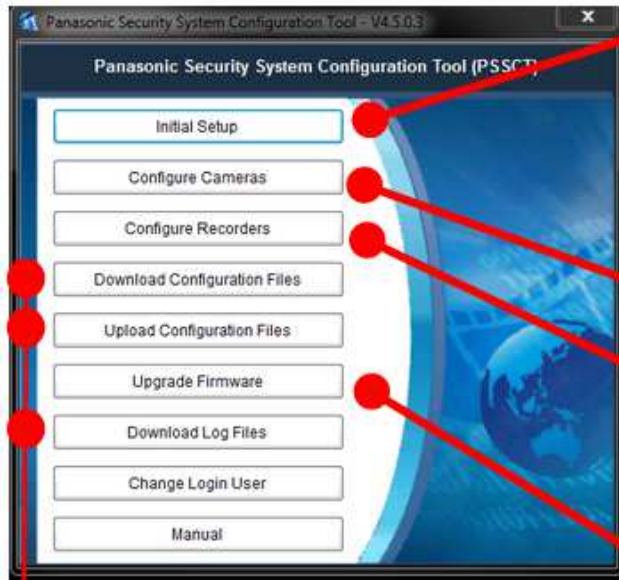 Panasonic Security System Configuration Tool - V4.5.0.3
Panasonic Security System Configuration Tool (PSSCT)
Initial Setup
Configure Cameras
Configure Recorders
Download Configuration Files
Upload Configuration Files
Upgrade Firmware
Download Log Files
Change Login User
Manual